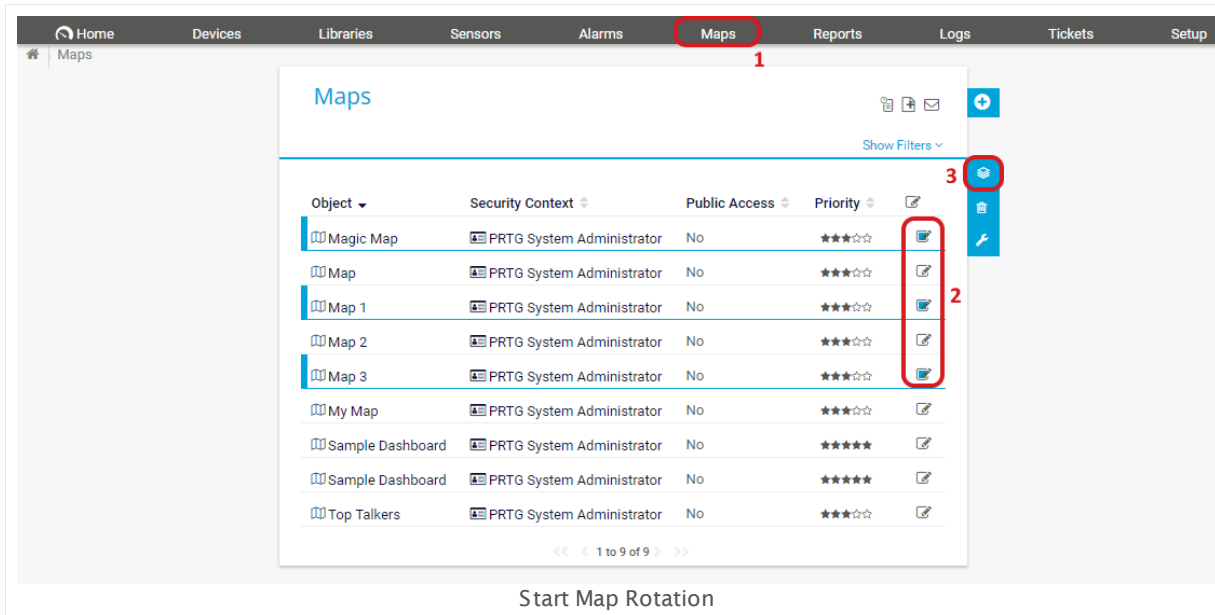 Home Devices Libraries Sensors Alarms Maps Reports Logs Tickets Setup
Maps
1
Maps
Show Filters
3
Object Security Context Public Access Priority
Magic Map PRTG System Administrator No
Map PRTG System Administrator No
Map 1 PRTG System Administrator No
2
Map 2 PRTG System Administrator No
Map 3 PRTG System Administrator No
My Map PRTG System Administrator No
Sample Dashboard PRTG System Administrator No
Sample Dashboard PRTG System Administrator No
Top Talkers PRTG System Administrator No
<< < 1 to 9 of 9 > >>
Start Map Rotation